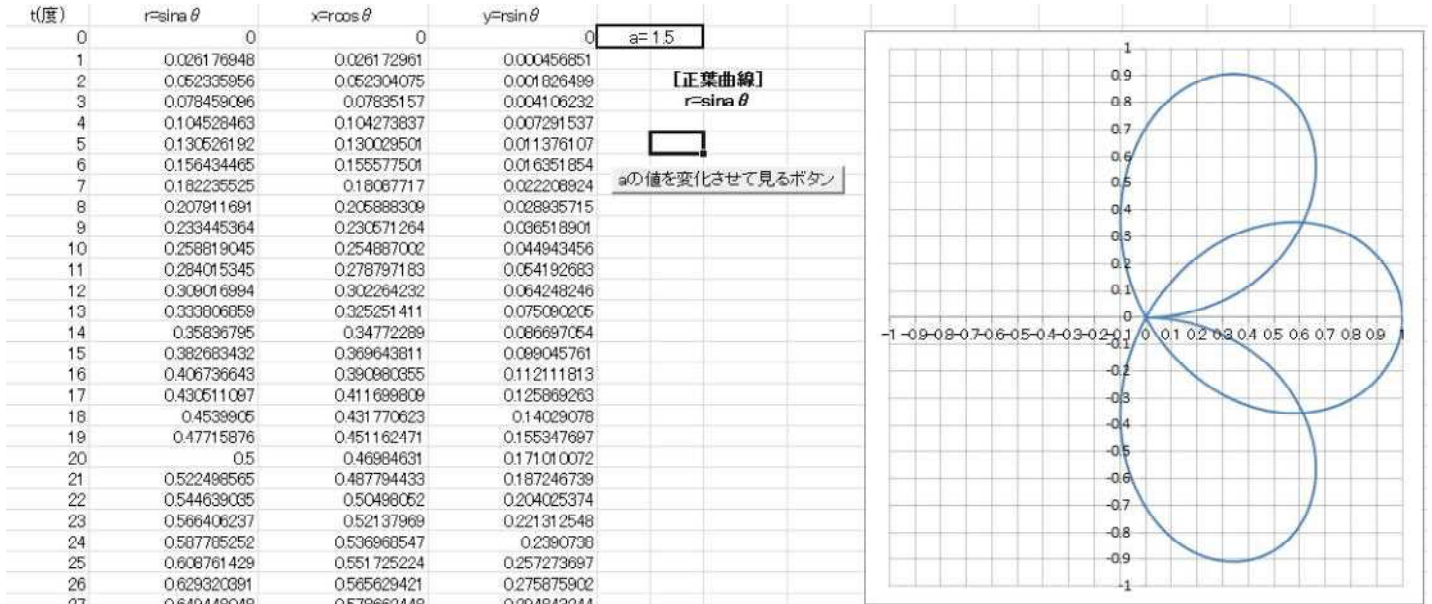 t(度) r=sina θ x=rcos θ y=rsin θ
0 0 0 0 a= 1.5
1 0.026176948 0.026172961 0.000456851
2 0.052335956 0.052304075 0.001826499 [正葉曲線]
3 0.078459096 0.07835157 0.004106232 r=sina θ
4 0.104528463 0.104273837 0.007291537
5 0.130526192 0.130029501 0.011376107
6 0.156434465 0.155577501 0.016351854
7 0.182235525 0.18087717 0.022208924 aの値を変化させて見るボタン
8 0.207911691 0.205888309 0.028935715
9 0.233445364 0.230571264 0.036518901
10 0.258819045 0.254887002 0.044943456
11 0.284015345 0.278797183 0.054192683
12 0.309016994 0.302264232 0.064248246
13 0.333806859 0.325251411 0.075090205
14 0.35836795 0.34772289 0.086697054
15 0.382683432 0.369643811 0.099045761
16 0.406736643 0.390980355 0.112111813
17 0.430511097 0.411699809 0.125869263
18 0.4539905 0.431770623 0.14029078
19 0.47715876 0.451162471 0.155347697
20 0.5 0.46984631 0.171010072
21 0.522498565 0.487794433 0.187246739
22 0.544639035 0.50498052 0.204025374
23 0.566406237 0.52137969 0.221312548
24 0.587785252 0.536968547 0.2390738
25 0.608761429 0.551725224 0.257273697
26 0.629320391 0.565629421 0.275875902
1
0.9
0.8
0.7
0.6
0.5
0.4
0.3
0.2
0.1
0
-1 -0.9-0.8-0.7-0.6-0.5-0.4-0.3-0.2-0.1 0 0.1 0.2 0.3 0.4 0.5 0.6 0.7 0.8 0.9 1
-0.1
-0.2
-0.3
-0.4
-0.5
-0.6
-0.7
-0.8
-0.9
-1